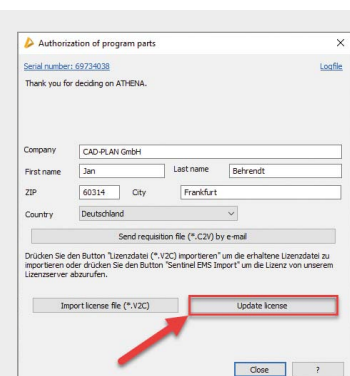 Authorization of program parts
Serial number: 69734038 Logfile
Thank you for deciding on ATHENA.
Company CAD-PLAN GmbH
First name Jan Last name Behrendt
ZIP 60314 City Frankfurt
Country Deutschland
Send requisition file (*.C2V) by e-mail
Drücken Sie den Button "Lizenzdatei (*.V2C) importieren" um die erhaltene Lizenzdatei zu
importieren oder drücken Sie den Button "Sentinel EMS Import" um die Lizenz von unserem
Lizenzserver abzurufen.
Import license file (*.V2C) Update license
Close ?